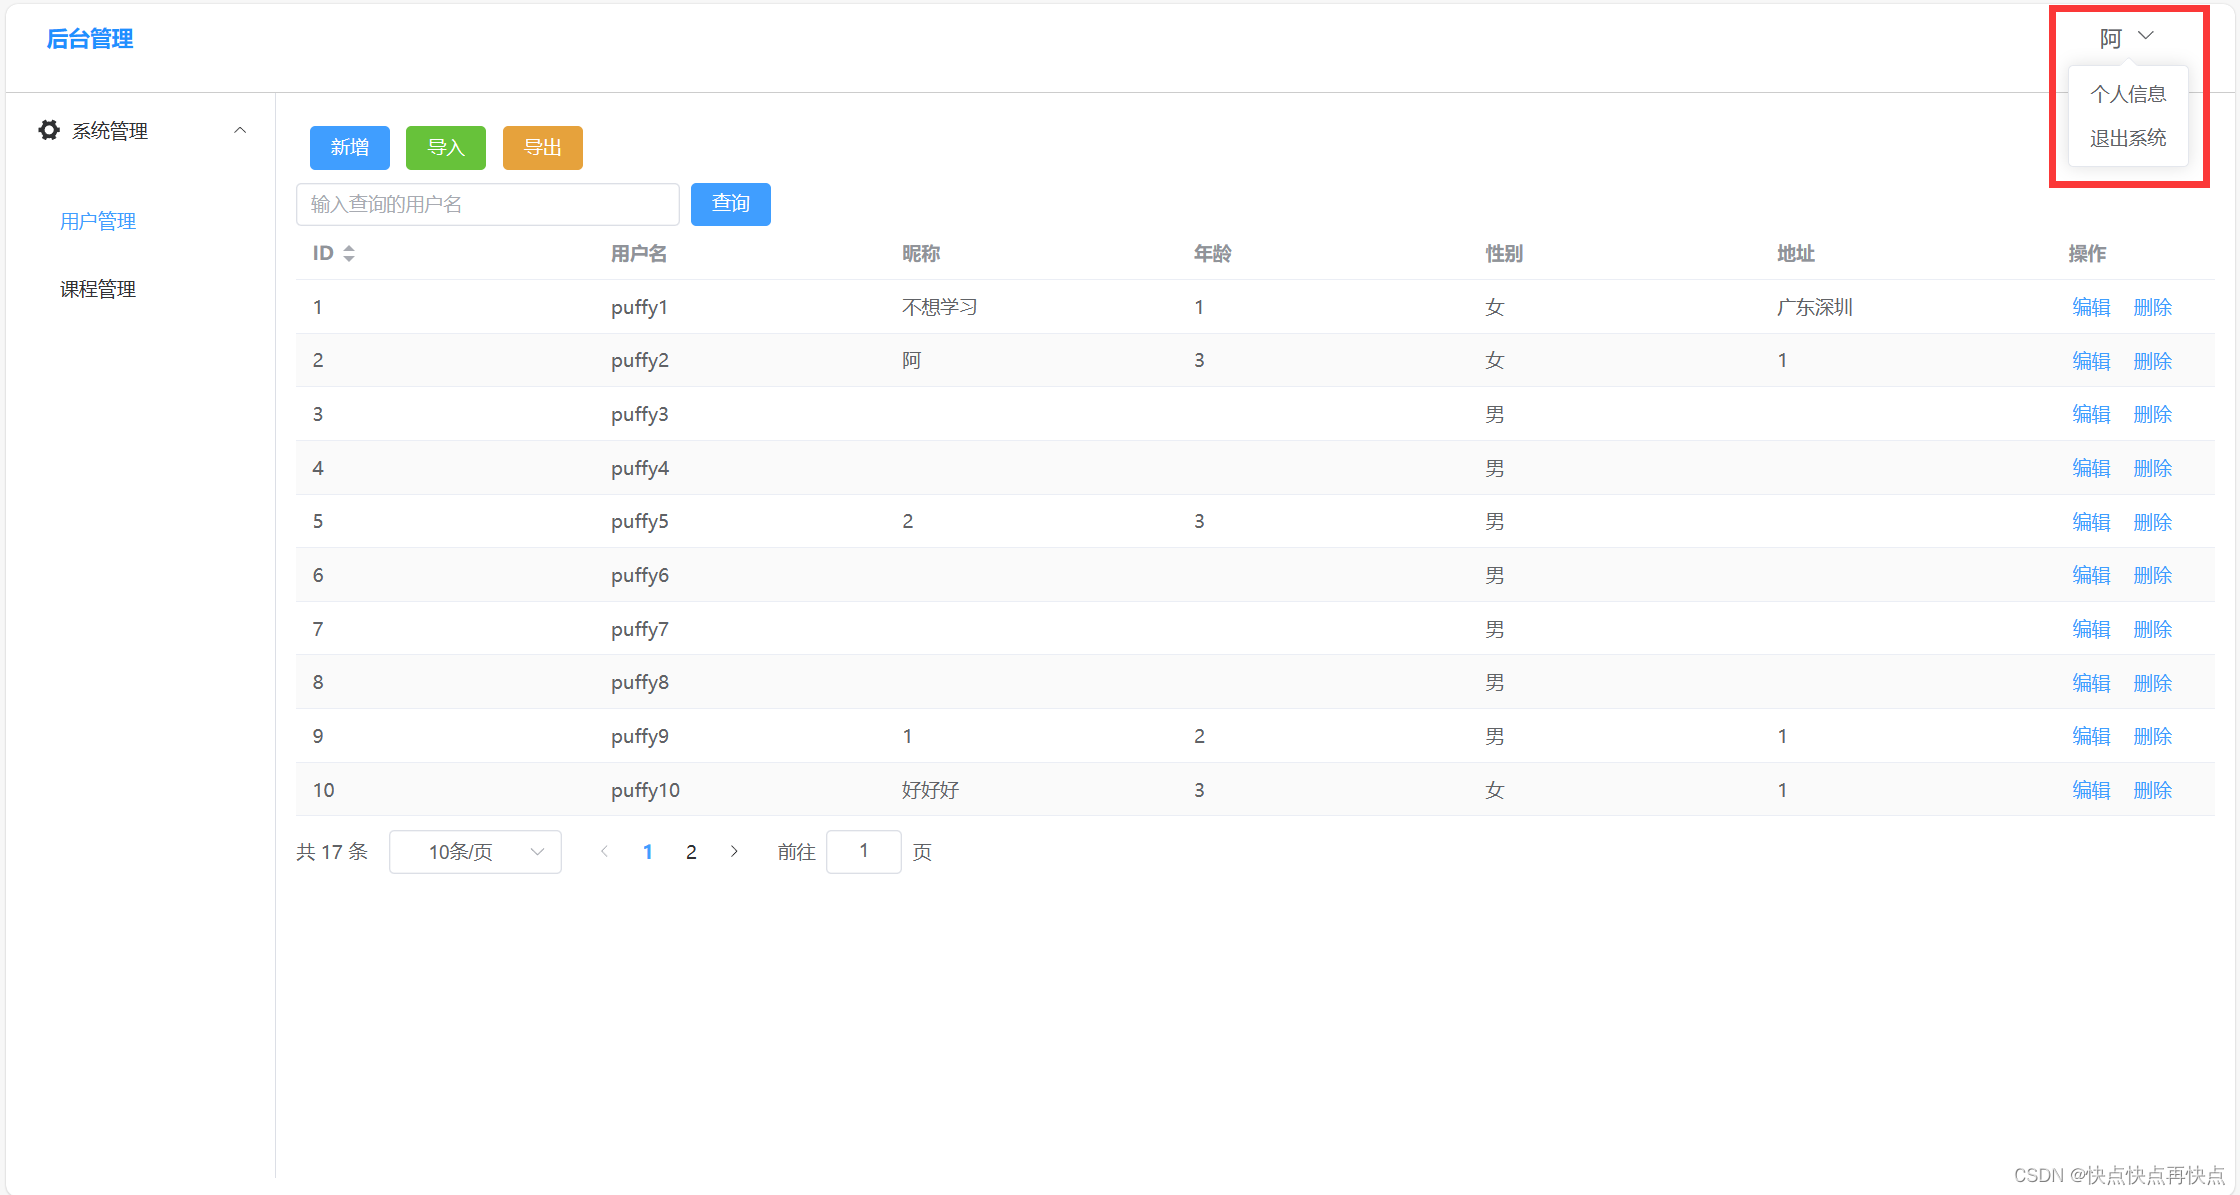 后台管理
阿
个人信息
退出系统
系统管理
用户管理
课程管理
新增 导入 导出
输入查询的用户名 查询
ID 用户名 昵称 年龄 性别 地址 操作
1 puffy1 不想学习 1 女 广东深圳 编辑 删除
2 puffy2 阿 3 女 1 编辑 删除
3 puffy3 男 编辑 删除
4 puffy4 男 编辑 删除
5 puffy5 2 3 男 编辑 删除
6 puffy6 男 编辑 删除
7 puffy7 男 编辑 删除
8 puffy8 男 编辑 删除
9 puffy9 1 2 男 1 编辑 删除
10 puffy10 好好好 3 女 1 编辑 删除
共 17 条 10条/页 1 2 前往 1 页
CSDN @快点快点再快点